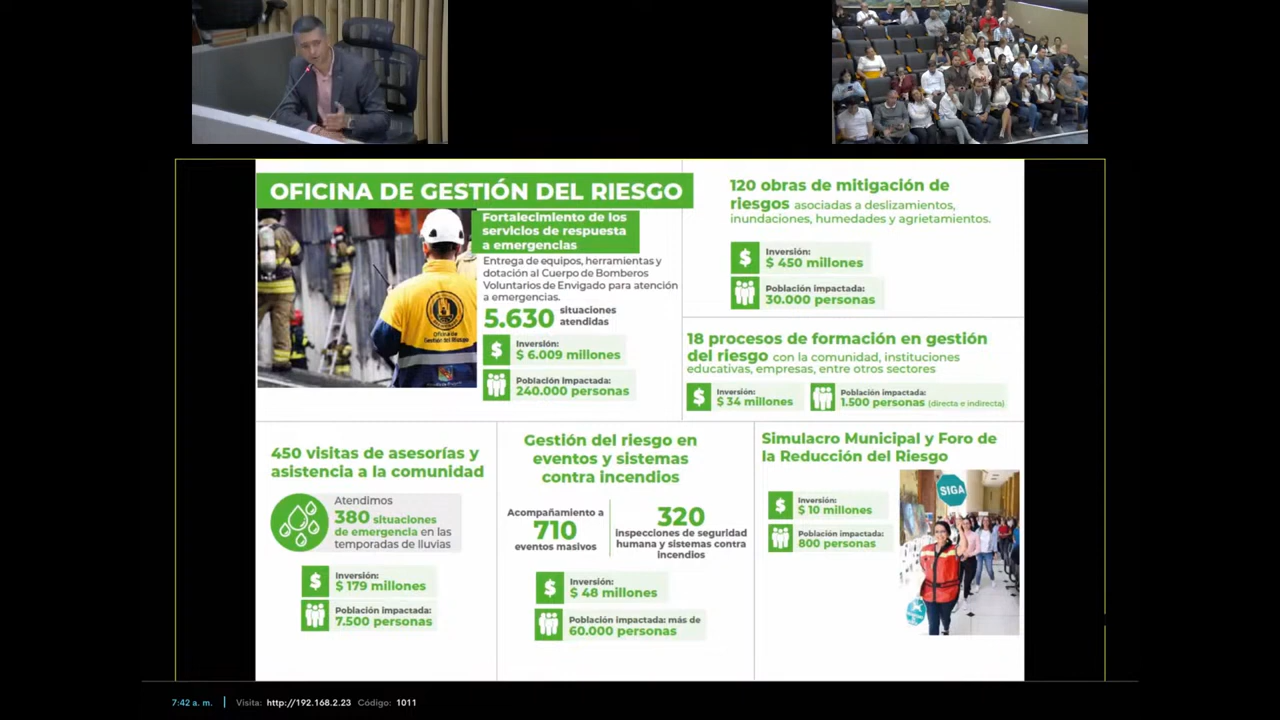 OFICINA DE GESTIÓN DEL RIESGO
Fortalecimiento de los
servicios de respuesta
a emergencias
Entrega de equipos, herramientas y
dotación al Cuerpo de Bomberos
Voluntarios de Envigado para atención
a emergencias.
5.630 situaciones
atendidas
Inversión:
$ 6.009 millones
Población impactada:
240.000 personas
Oficina de
Gestión del Riesgo
120 obras de mitigación de
riesgos asociadas a deslizamientos,
inundaciones, humedades y agrietamientos.
Inversión:
$ 450 millones
Población impactada:
30.000 personas
18 procesos de formación en gestión
del riesgo con la comunidad, instituciones
educativas, empresas, entre otros sectores
Inversión:
$ 34 millones
Población impactada:
1.500 personas (directa e indirecta)
450 visitas de asesorías y
asistencia a la comunidad
Atendimos
380 situaciones
de emergencia en las
temporadas de lluvias
Inversión:
$ 179 millones
Población impactada:
7.500 personas
Gestión del riesgo en
eventos y sistemas
contra incendios
Acompañamiento a
710
eventos masivos
320
inspecciones de seguridad
humana y sistemas contra
incendios
Inversión:
$ 48 millones
Población impactada: más de
60.000 personas
Simulacro Municipal y Foro de
la Reducción del Riesgo
Inversión:
$ 10 millones
Población impactada:
800 personas
SIGA
7:42 a. m. | Visita: http://192.168.2.23 Código: 1011